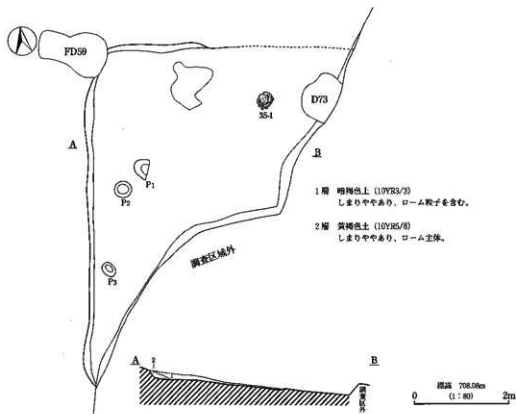 FD59
D73
35-1
A
B
P1
P2
P3
1層 暗褐色土 (10YR3/3)
しまりややあり、ローム粒子を含む。
2層 黄褐色土 (10YR5/8)
しまりややあり、ローム主体。
調査区域外
A
2
1
B
調査区外
標高 708.08m
0 (1:80) 2m